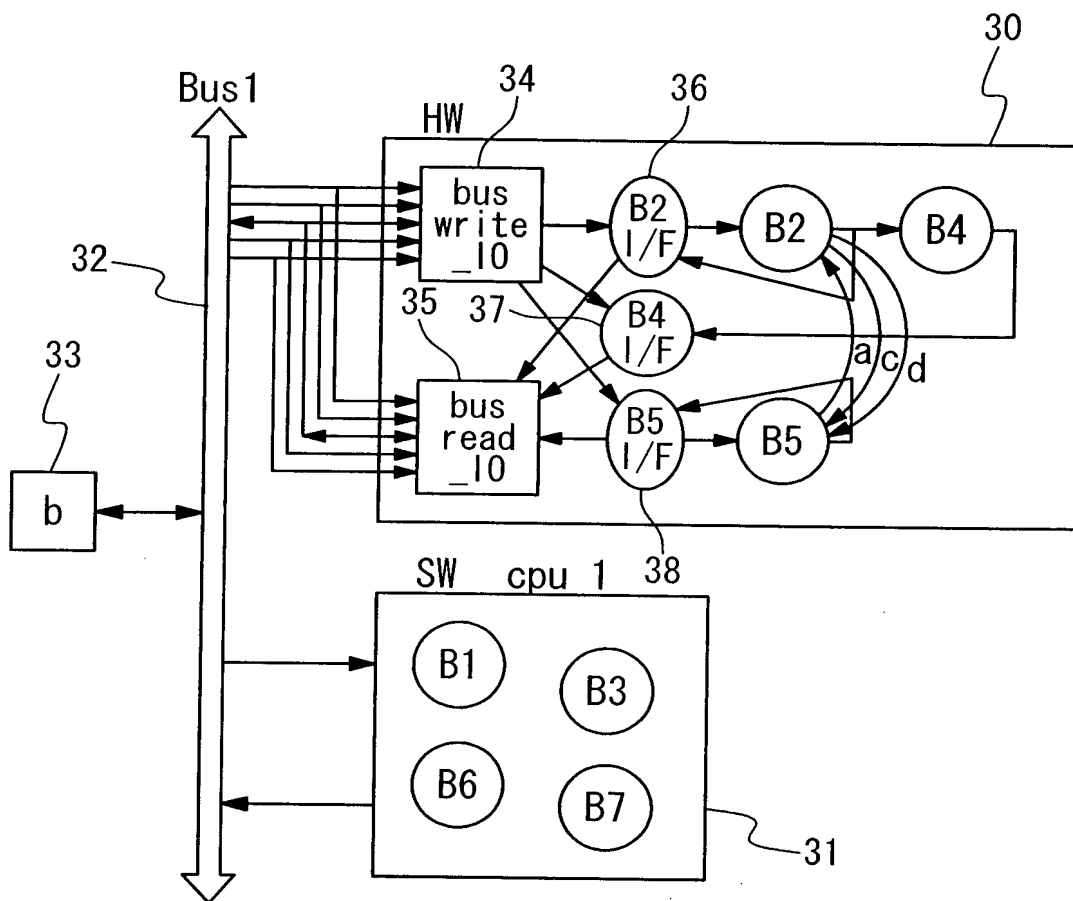 30
34
36
Bus1
HW
bus
write
_IO
B2
I/F
B2
B4
32
35
37
B4
I/F
a
c
d
33
bus
read
_IO
B5
I/F
B5
b
38
SW
cpu 1
B1
B3
B6
B7
31